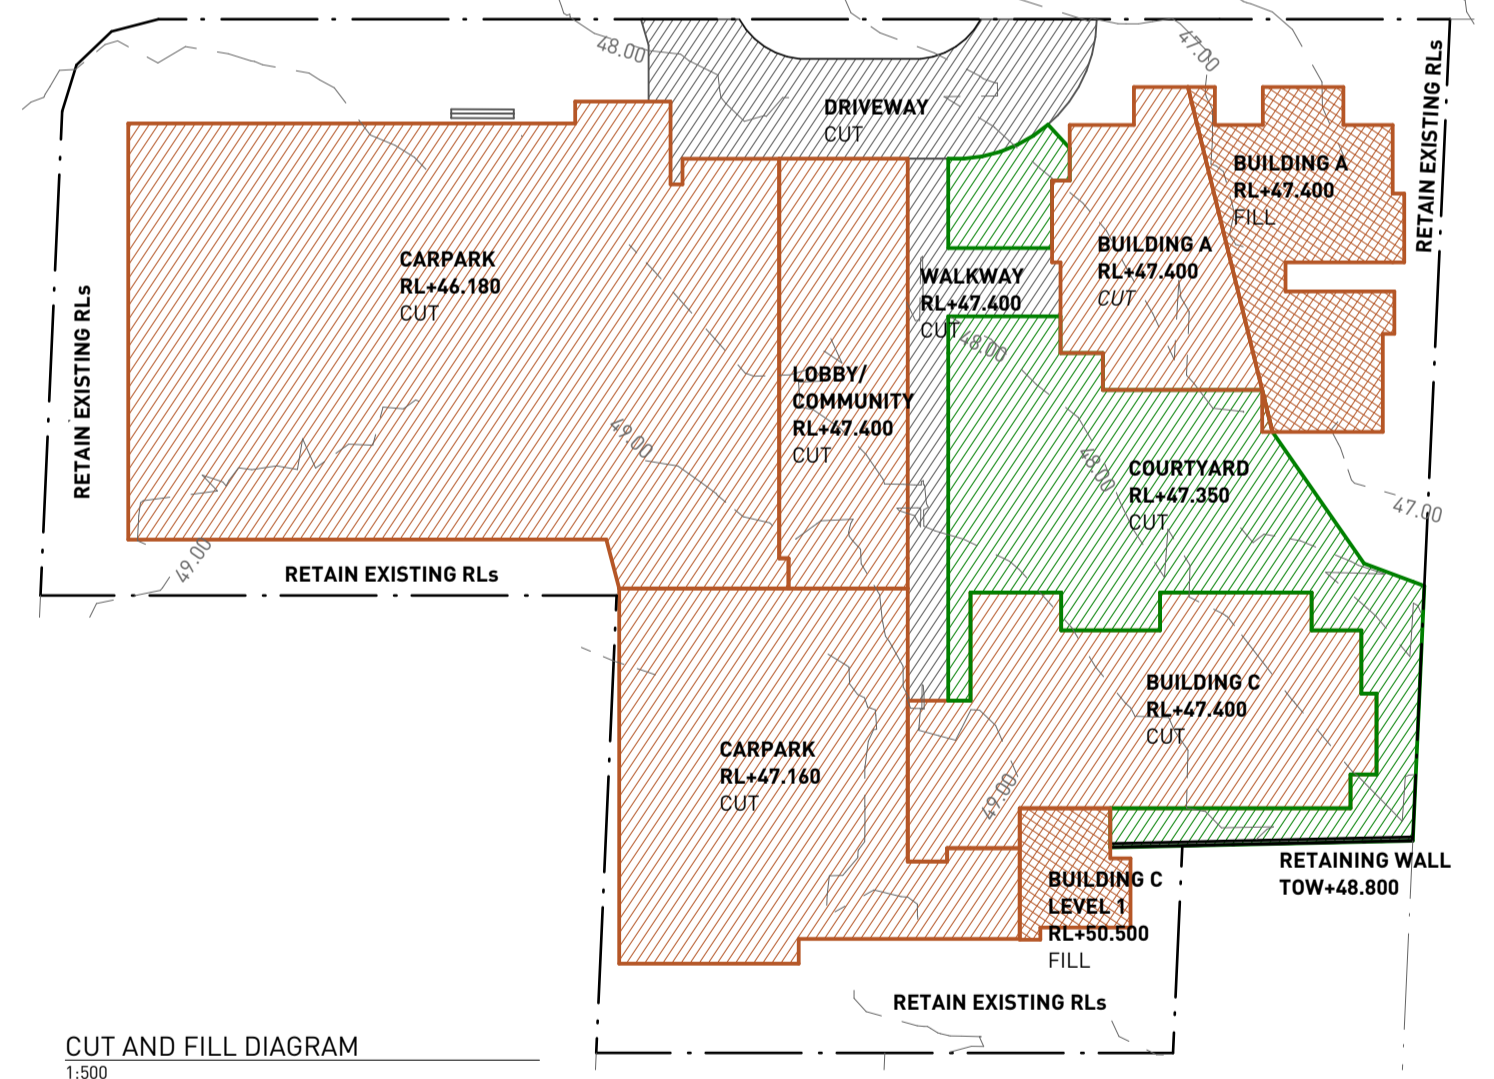 48.00
47.00
DRIVEWAY
CUT
RETAIN EXISTING RLs
BUILDING A
RL+47.400
FILL
BUILDING A
RL+47.400
CUT
CARPARK
RL+46.180
CUT
WALKWAY
RL+47.400
CUT
48.00
RETAIN EXISTING RLs
LOBBY/
COMMUNITY
RL+47.400
CUT
49.00
48.00
COURTYARD
RL+47.350
CUT
47.00
49.00
RETAIN EXISTING RLs
BUILDING C
RL+47.400
CUT
CARPARK
RL+47.160
CUT
49.00
RETAINING WALL
TOW+48.800
BUILDING C
LEVEL 1
RL+50.500
FILL
RETAIN EXISTING RLs
CUT AND FILL DIAGRAM
1:500